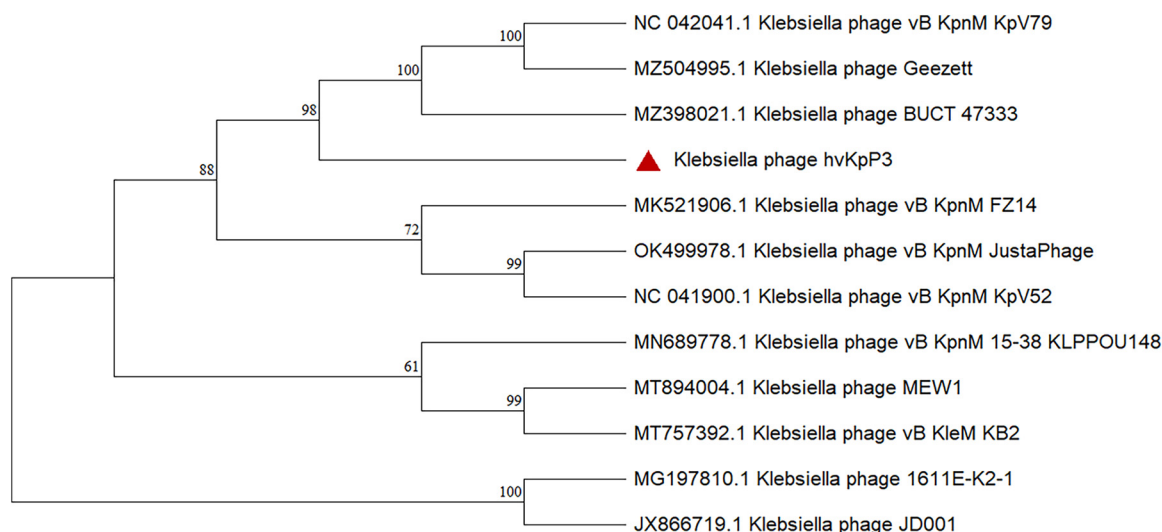 NC 042041.1 Klebsiella phage vB KpnM KpV79
100
MZ504995.1 Klebsiella phage Geezett
100
MZ398021.1 Klebsiella phage BUCT 47333
98
Klebsiella phage hvKpP3
88
MK521906.1 Klebsiella phage vB KpnM FZ14
72
OK499978.1 Klebsiella phage vB KpnM JustaPhage
99
NC 041900.1 Klebsiella phage vB KpnM KpV52
MN689778.1 Klebsiella phage vB KpnM 15-38 KLPPOU148
61
MT894004.1 Klebsiella phage MEW1
99
MT757392.1 Klebsiella phage vB KleM KB2
MG197810.1 Klebsiella phage 1611E-K2-1
100
JX866719.1 Klebsiella phage JD001